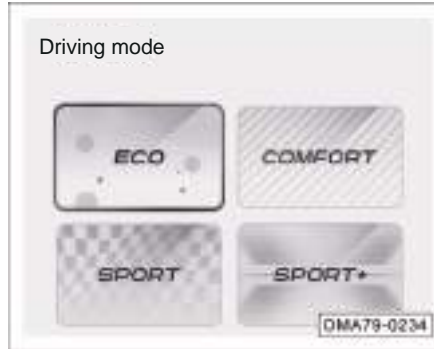 Driving mode
ECO
COMFORT
SPORT
SPORT+
DMA79-0234